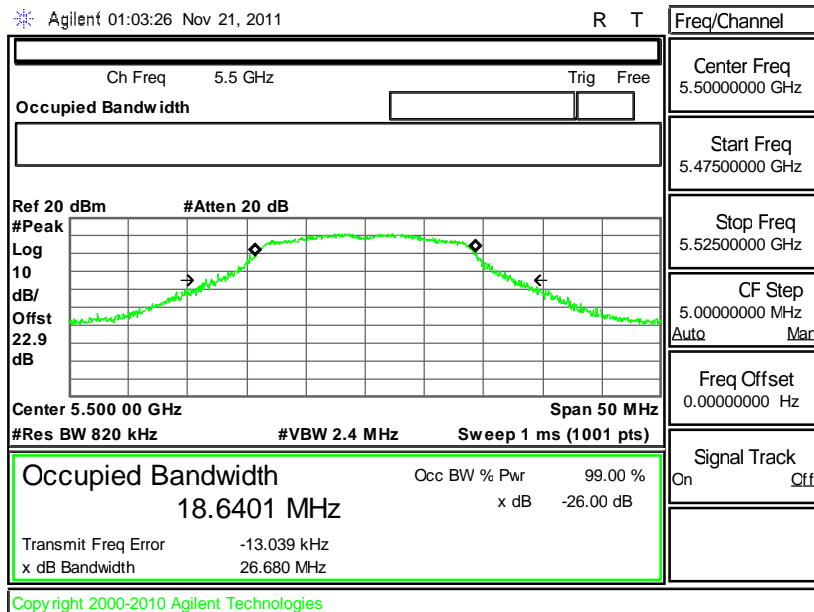 Agilent 01:03:26 Nov 21, 2011 R T
Freq/Channel
Ch Freq 5.5 GHz Trig Free
Occupied Bandwidth
Center Freq
5.50000000 GHz
Start Freq
5.47500000 GHz
Stop Freq
5.52500000 GHz
CF Step
5.00000000 MHz
Auto Man
Freq Offset
0.00000000 Hz
Signal Track
On Off
Ref 20 dBm #Atten 20 dB
#Peak
Log
10
dB/
Offst
22.9
dB
Center 5.500 00 GHz Span 50 MHz
#Res BW 820 kHz #VBW 2.4 MHz Sweep 1 ms (1001 pts)
Occupied Bandwidth
18.6401 MHz
Occ BW % Pwr 99.00 %
x dB -26.00 dB
Transmit Freq Error -13.039 kHz
x dB Bandwidth 26.680 MHz
Copyright 2000-2010 Agilent Technologies